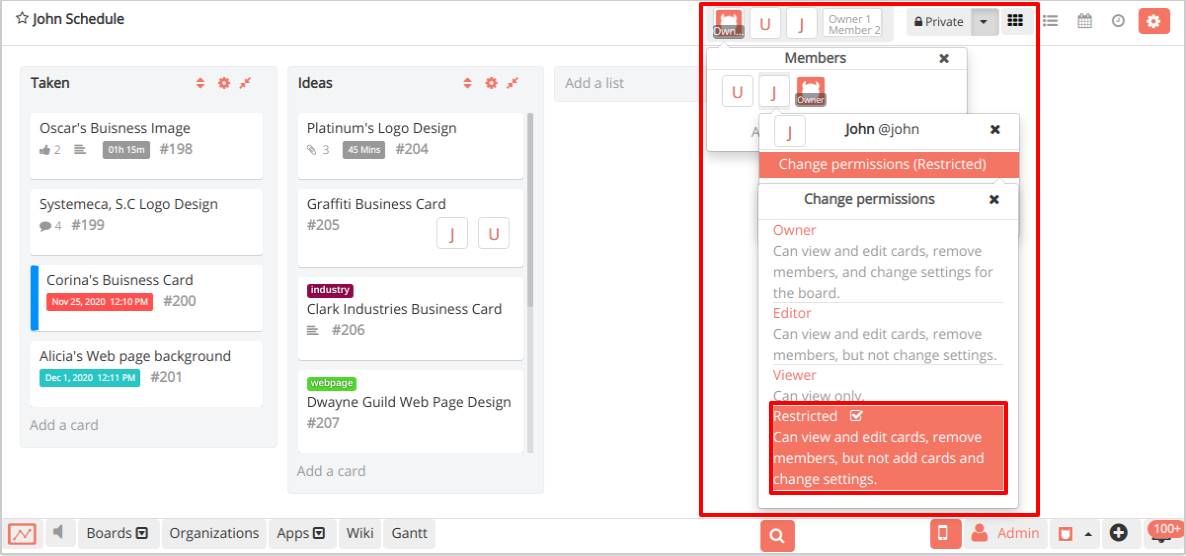 John Schedule
Own...
U
J
Owner 1
Member 2
Private
Members
U
J
Owner
A
J
John @john
Change permissions (Restricted)
Change permissions
Owner
Can view and edit cards, remove
members, and change settings for
the board.
Editor
Can view and edit cards, remove
members, but not change settings.
Viewer
Can view only.
Restricted
Can view and edit cards, remove
members, but not add cards and
change settings.
Taken
Oscar's Buisness Image
2
01h 15m
#198
Systemeca, S.C Logo Design
4
#199
Corina's Buisness Card
Nov 25, 2020 12:10 PM
#200
Alicia's Web page background
Dec 1, 2020 12:11 PM
#201
Add a card
Ideas
Platinum's Logo Design
3
45 Mins
#204
Graffiti Business Card
#205
J
U
industry
Clark Industries Business Card
#206
webpage
Dwayne Guild Web Page Design
#207
Add a card
Add a list
Boards
Organizations
Apps
Wiki
Gantt
Admin
100+